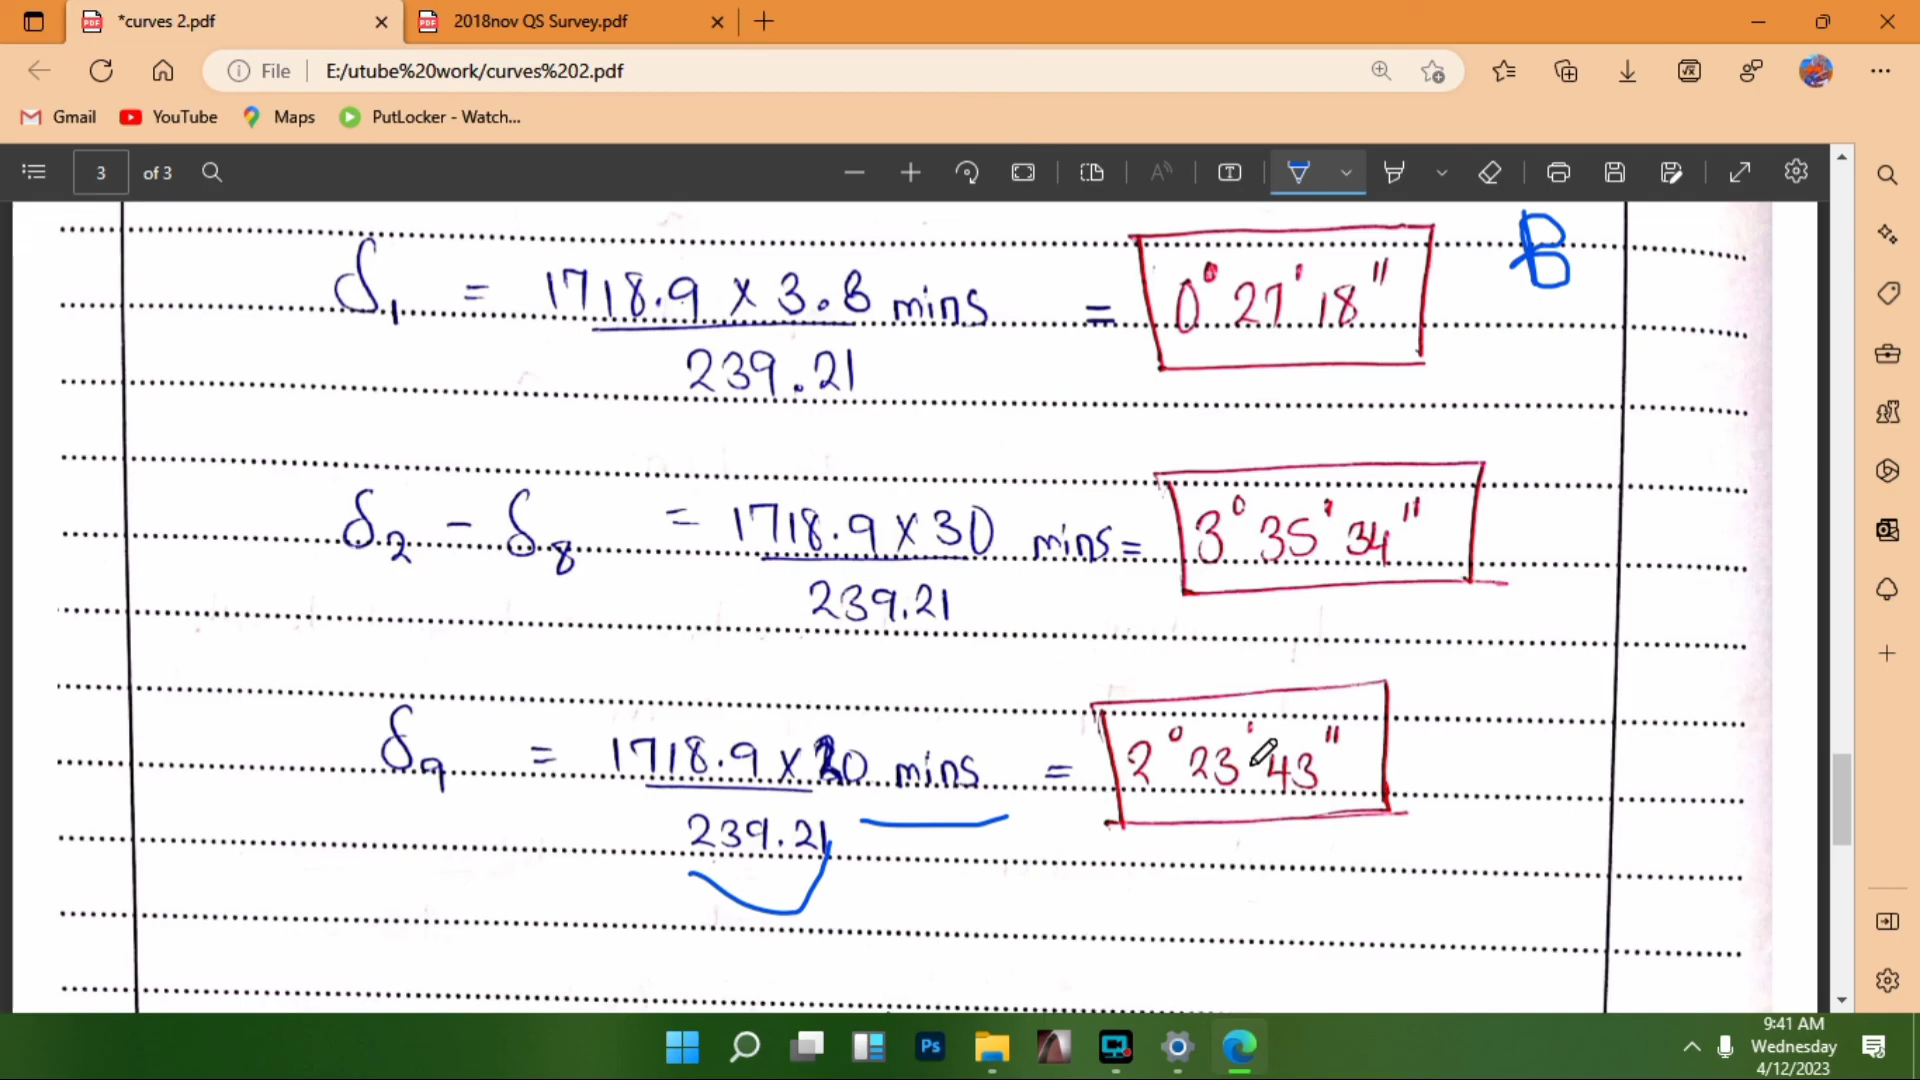 *curves 2.pdf
2018nov QS Survey.pdf
File
E:/utube%20work/curves%202.pdf
Gmail
YouTube
Maps
PutLocker - Watch...
3
of 3
B
δ₁ = 1718.9 × 3.8 mins = 0° 27' 18"
239.21
δ₂ - δ₈ = 1718.9 × 30 mins = 3° 35' 34"
239.21
δ₉ = 1718.9 × 20 mins = 2° 23' 43"
239.21
Ps
9:41 AM
Wednesday
4/12/2023